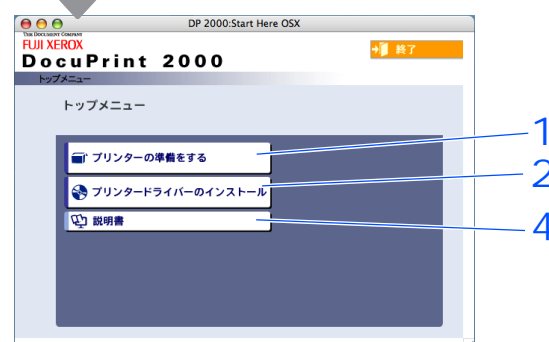 DP 2000:Start Here OSX
THE DOCUMENT COMPANY
FUJI XEROX
DocuPrint 2000
終了
トップメニュー
トップメニュー
プリンターの準備をする
1
プリンタードライバーのインストール
2
説明書
4